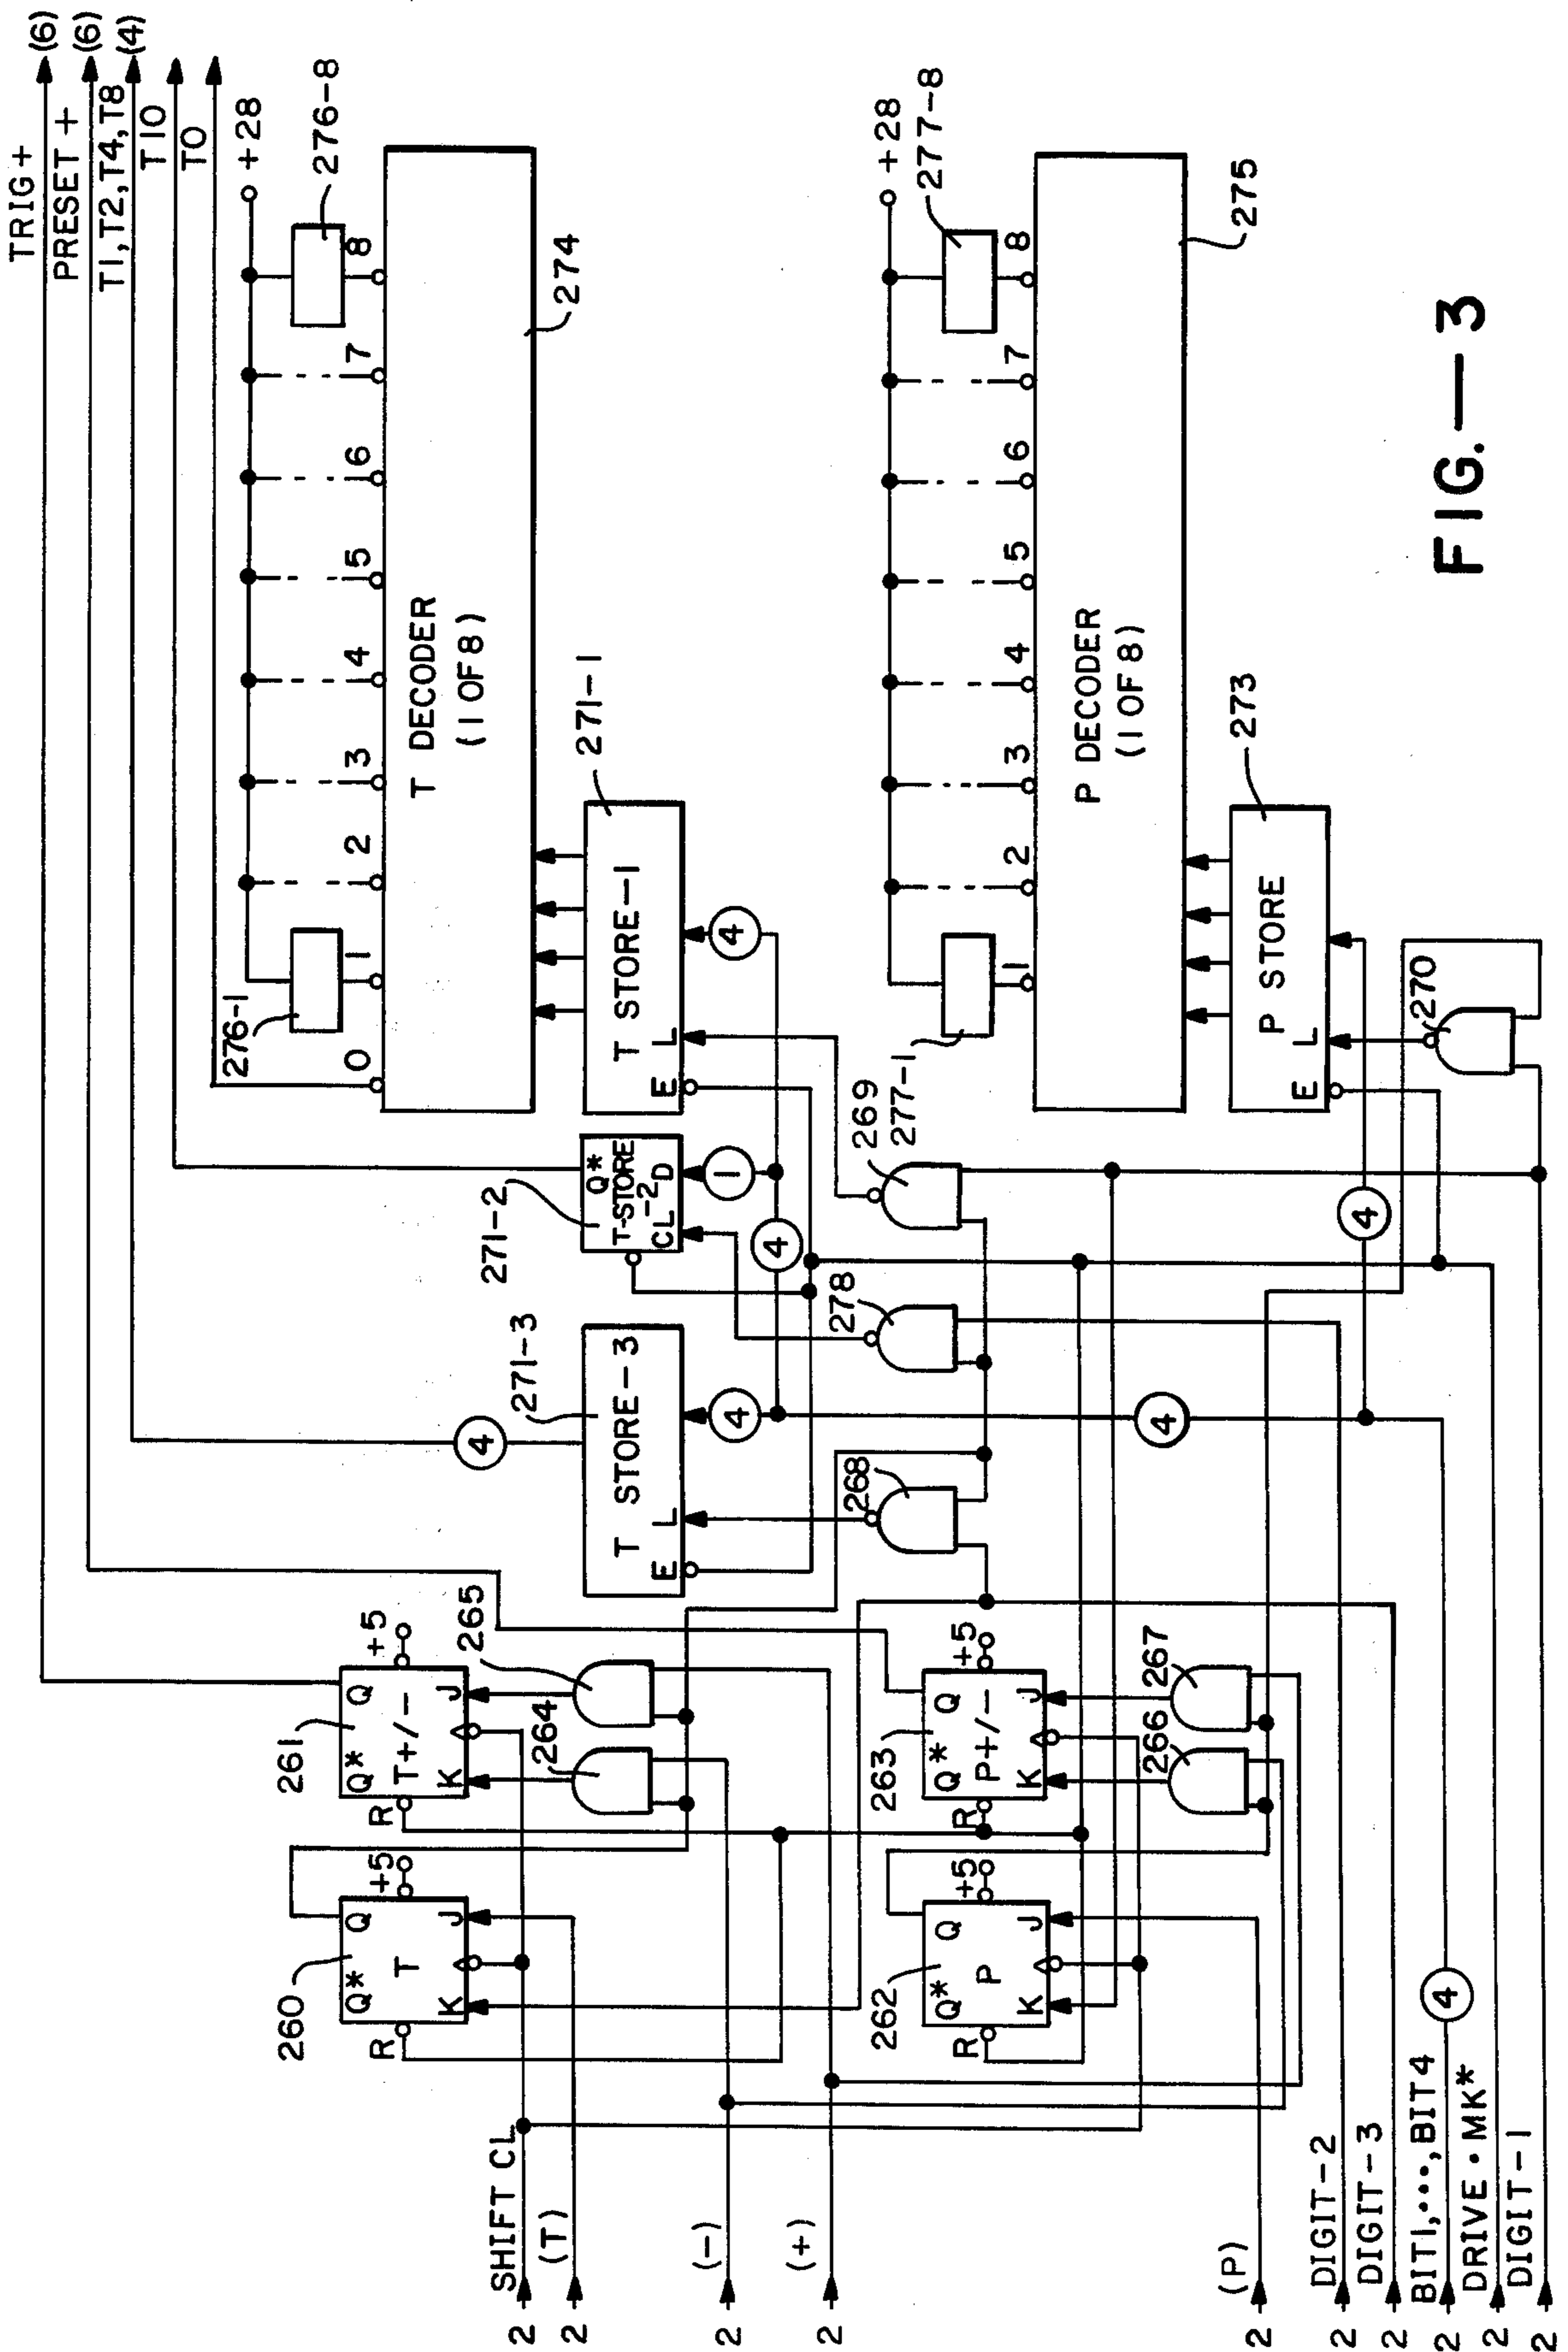 TRIG+ (6)
PRESET + (6)
T1,T2,T4,T8 (4)
T10
T0
+28
276-8
276-1
0 1 2 3 4 5 6 7 8
T DECODER
(1 OF 8)
274
271-1
T STORE-1
E L
4
271-2
Q*
T-STORE
-2
CL D
1
4
271-3
T STORE-3
E L
4
4
261
Q* Q
T+/-
K J
R
+5
265
264
260
Q* Q
T
K J
R
+5
268
278
269
277-1
+28
277-8
1 2 3 4 5 6 7 8
P DECODER
(1 OF 8)
275
273
P STORE
E L
270
4
4
263
Q* Q
P+/-
K J
R
+5
267
266
262
Q* Q
P
K J
R
+5
2 SHIFT CL
2 (T)
2 (-)
2 (+)
2 (P)
2 DIGIT-2
2 DIGIT-3
2 BIT1,•••,BIT4
4
2 DRIVE•MK*
2 DIGIT-1
FIG.—3